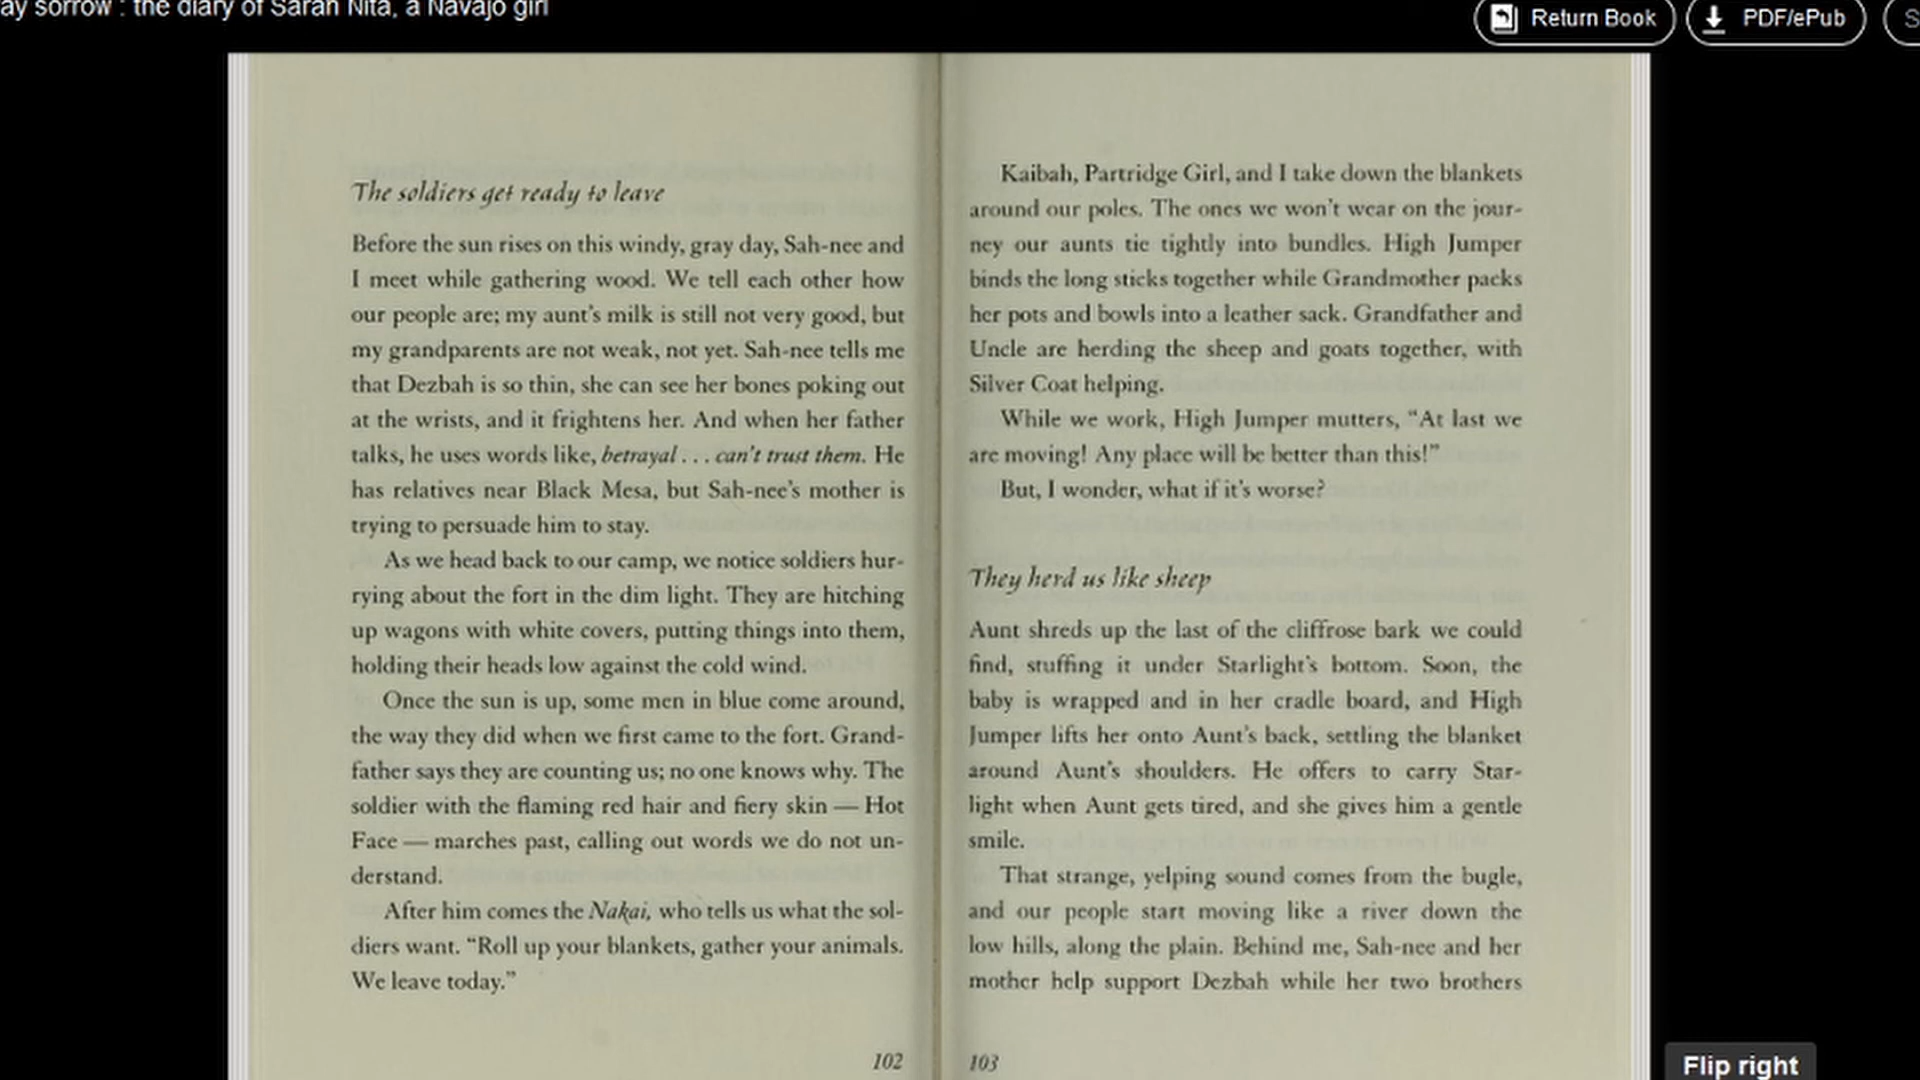 ay sorrow : the diary of Sarah Nita, a Navajo girl
Return Book
PDF/ePub
S
The soldiers get ready to leave
Before the sun rises on this windy, gray day, Sah-nee and
I meet while gathering wood. We tell each other how
our people are; my aunt's milk is still not very good, but
my grandparents are not weak, not yet. Sah-nee tells me
that Dezbah is so thin, she can see her bones poking out
at the wrists, and it frightens her. And when her father
talks, he uses words like, betrayal . . . can't trust them. He
has relatives near Black Mesa, but Sah-nee's mother is
trying to persuade him to stay.
As we head back to our camp, we notice soldiers hur-
rying about the fort in the dim light. They are hitching
up wagons with white covers, putting things into them,
holding their heads low against the cold wind.
Once the sun is up, some men in blue come around,
the way they did when we first came to the fort. Grand-
father says they are counting us; no one knows why. The
soldier with the flaming red hair and fiery skin — Hot
Face — marches past, calling out words we do not un-
derstand.
After him comes the Nakai, who tells us what the sol-
diers want. “Roll up your blankets, gather your animals.
We leave today.”
102
Kaibah, Partridge Girl, and I take down the blankets
around our poles. The ones we won't wear on the jour-
ney our aunts tie tightly into bundles. High Jumper
binds the long sticks together while Grandmother packs
her pots and bowls into a leather sack. Grandfather and
Uncle are herding the sheep and goats together, with
Silver Coat helping.
While we work, High Jumper mutters, “At last we
are moving! Any place will be better than this!”
But, I wonder, what if it's worse?
They herd us like sheep
Aunt shreds up the last of the cliffrose bark we could
find, stuffing it under Starlight's bottom. Soon, the
baby is wrapped and in her cradle board, and High
Jumper lifts her onto Aunt's back, settling the blanket
around Aunt's shoulders. He offers to carry Star-
light when Aunt gets tired, and she gives him a gentle
smile.
That strange, yelping sound comes from the bugle,
and our people start moving like a river down the
low hills, along the plain. Behind me, Sah-nee and her
mother help support Dezbah while her two brothers
103
Flip right